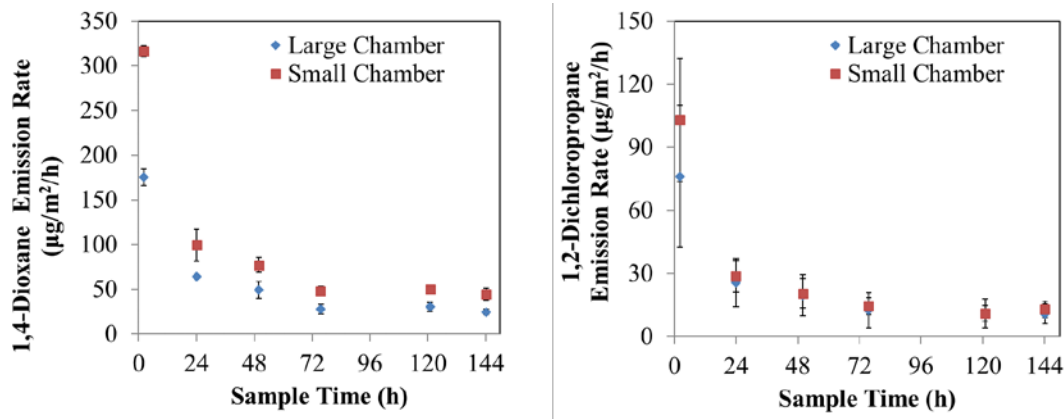 1,4-Dioxane Emission Rate
(µg/m²/h)
350
300
250
200
150
100
50
0
Large Chamber
Small Chamber
0 24 48 72 96 120 144
Sample Time (h)
1,2-Dichloropropane
Emission Rate (µg/m²/h)
150
120
90
60
30
0
Large Chamber
Small Chamber
0 24 48 72 96 120 144
Sample Time (h)